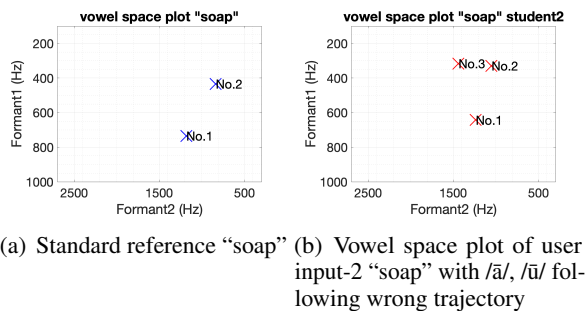 vowel space plot "soap"
200
400
600
800
1000
Formant1 (Hz)
No.2
No.1
2500
1500
500
Formant2 (Hz)
vowel space plot "soap" student2
200
400
600
800
1000
Formant1 (Hz)
No.3
No.2
No.1
2500
1500
500
Formant2 (Hz)
(a) Standard reference “soap”
(b) Vowel space plot of user
input-2 “soap” with /ā/, /ū/ fol-
lowing wrong trajectory